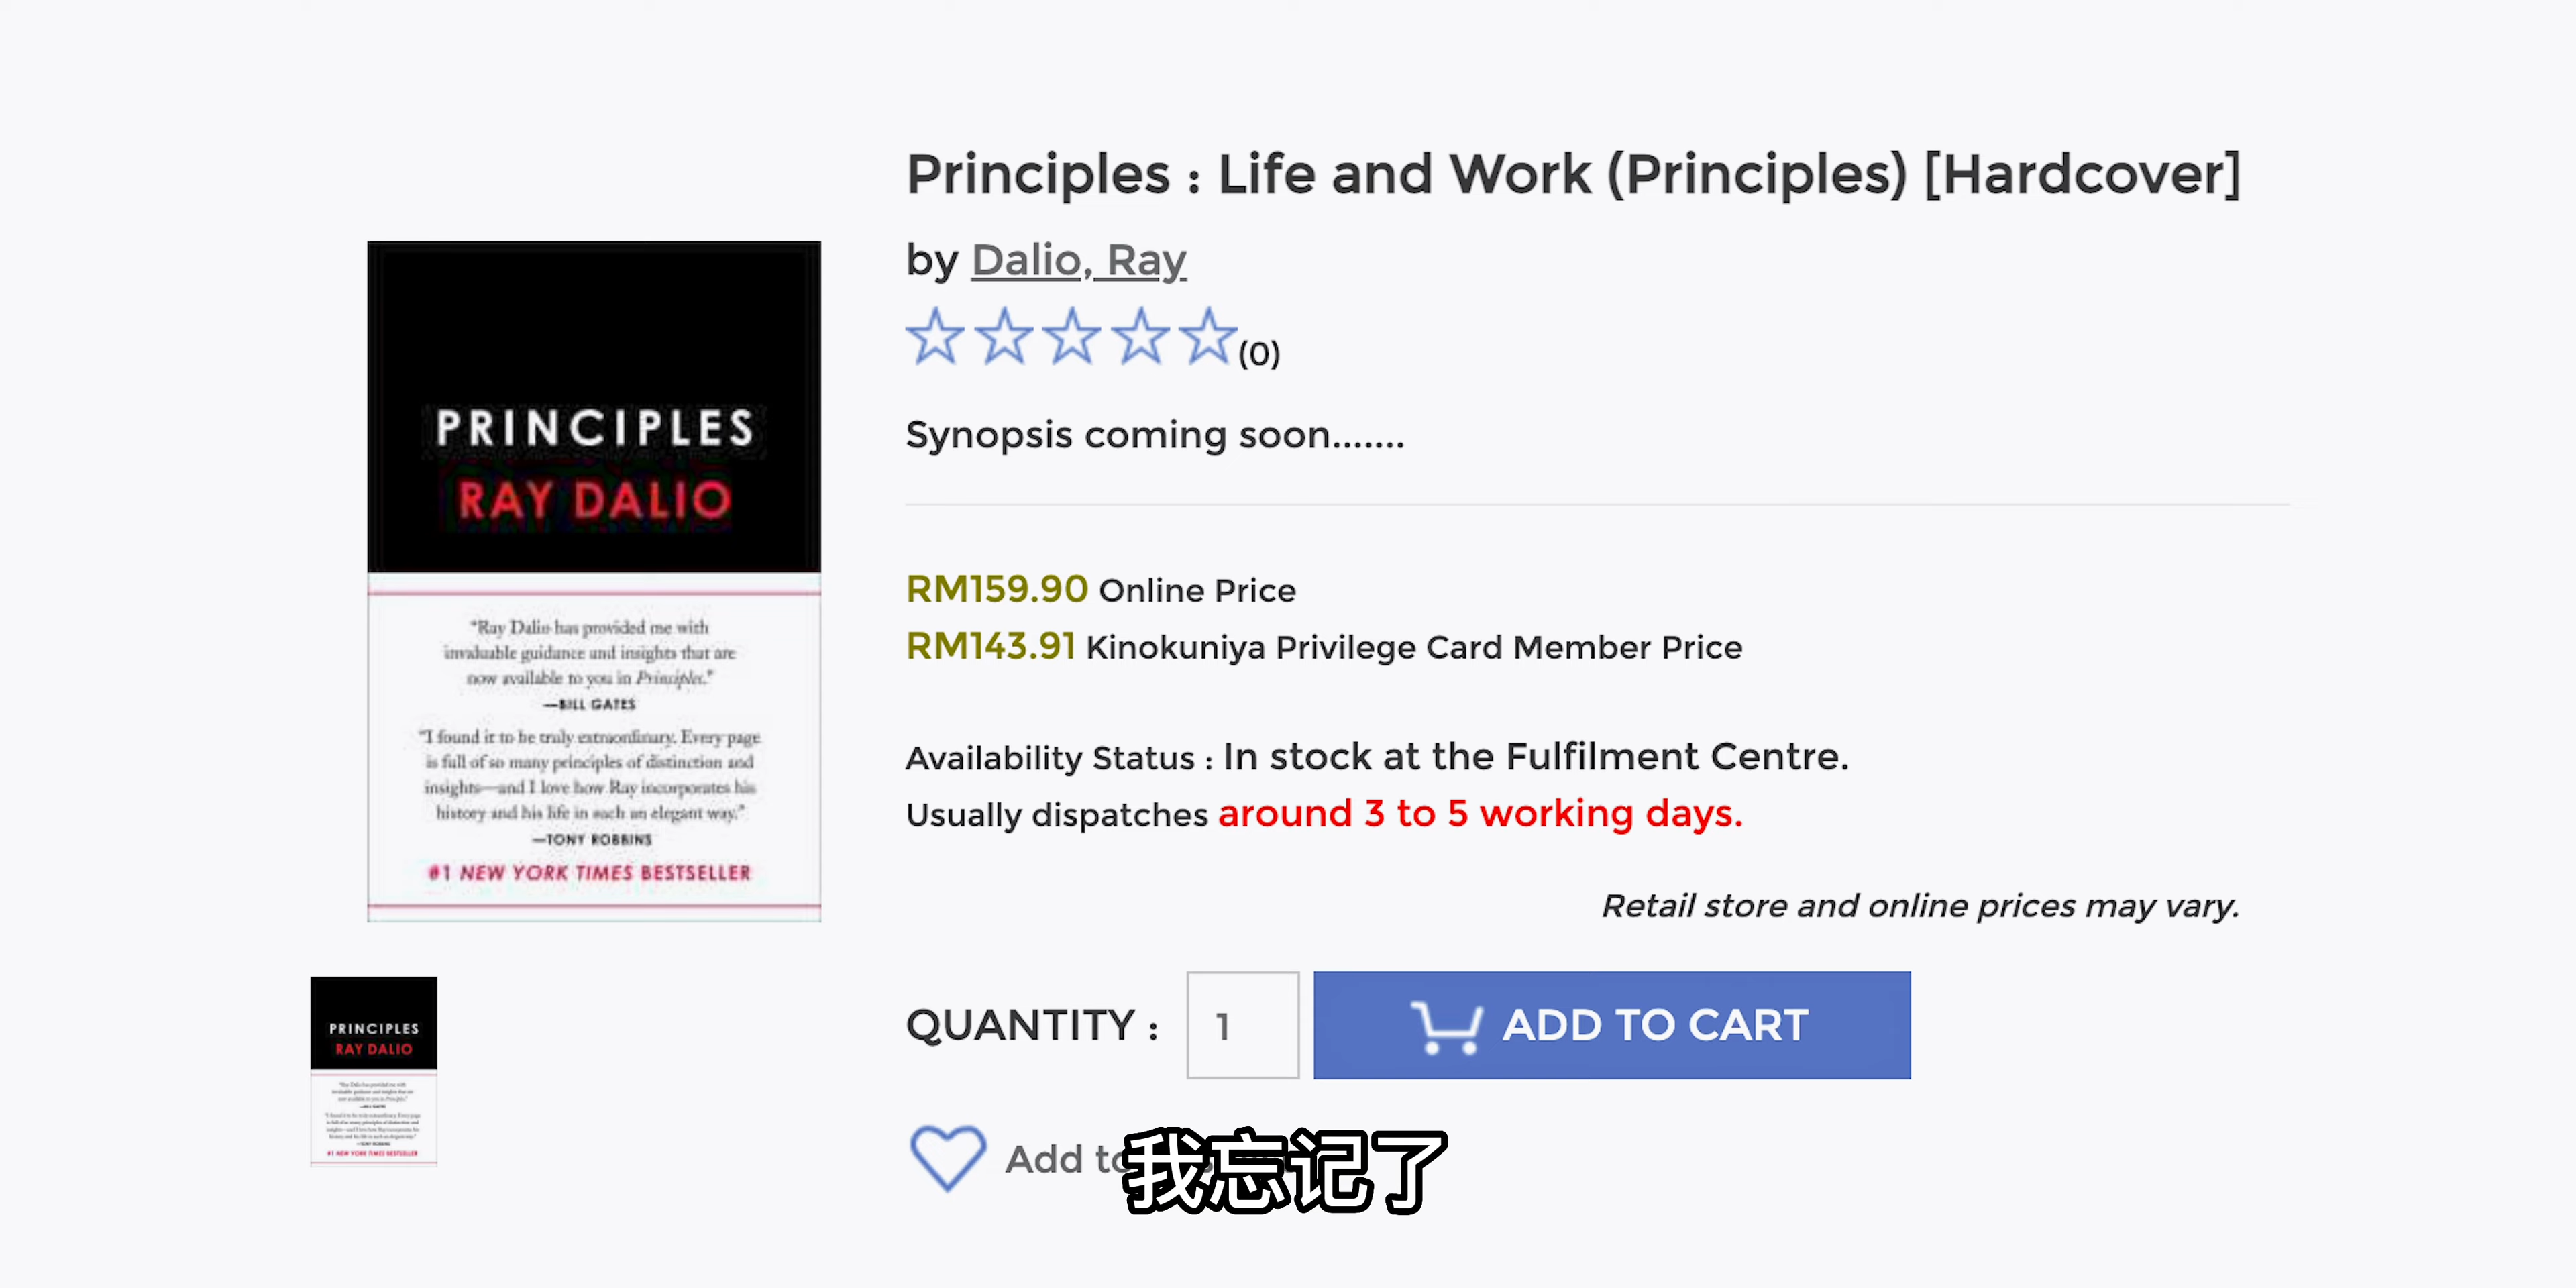 Principles : Life and Work (Principles) [Hardcover]
by Dalio, Ray
(0)
Synopsis coming soon.......
RM159.90 Online Price
RM143.91 Kinokuniya Privilege Card Member Price
Availability Status : In stock at the Fulfilment Centre.
Usually dispatches around 3 to 5 working days.
Retail store and online prices may vary.
QUANTITY : 1 ADD TO CART
Add to
我忘记了
PRINCIPLES
RAY DALIO
"Ray Dalio has provided me with
invaluable guidance and insights that are
now available to you in Principles."
—BILL GATES
"I found it to be truly extraordinary. Every page
is full of so many principles of distinction and
insights—and I love how Ray incorporates his
history and his life in such an elegant way."
—TONY ROBBINS
#1 NEW YORK TIMES BESTSELLER
PRINCIPLES
RAY DALIO
#1 NEW YORK TIMES BESTSELLER